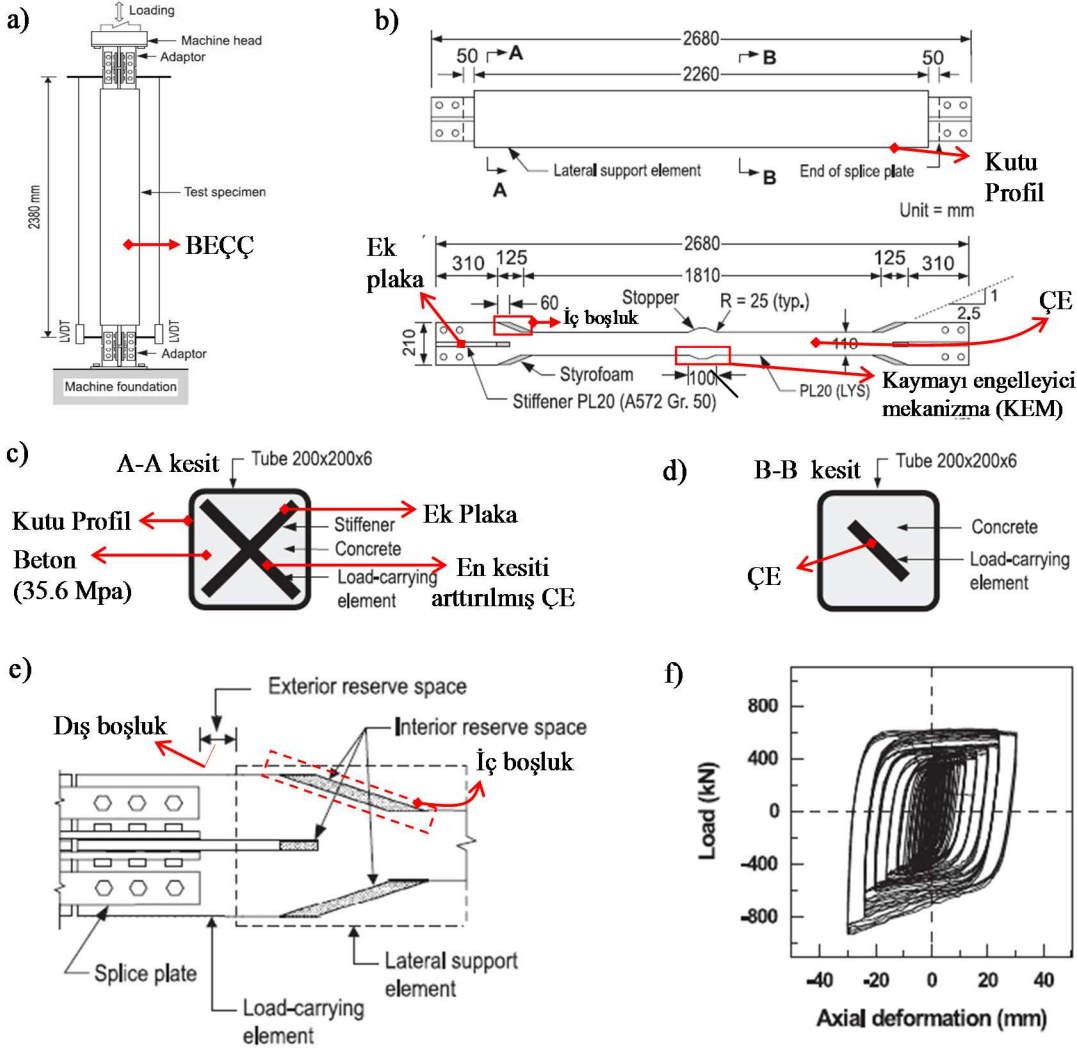 a)
Loading
Machine head
Adaptor
2380 mm
Test specimen
BEÇÇ
LVDT
LVDT
Adaptor
Machine foundation
b)
2680
50
A
B
50
2260
Lateral support element
End of splice plate
A
B
Kutu
Profil
Unit = mm
Ek
plaka
2680
310
125
1810
125
310
60
Stopper
R = 25 (typ.)
1
2.5
İç boşluk
ÇE
210
110
100
Styrofoam
PL20 (LYS)
Stiffener PL20 (A572 Gr. 50)
Kaymayı engelleyici
mekanizma (KEM)
c)
A-A kesit
Tube 200x200x6
Kutu Profil
Ek Plaka
Stiffener
Beton
(35.6 Mpa)
Concrete
Load-carrying
element
En kesiti
arttırılmış ÇE
d)
B-B kesit
Tube 200x200x6
Concrete
Load-carrying
element
ÇE
e)
Exterior reserve space
Dış boşluk
Interior reserve space
İç boşluk
Splice plate
Lateral support
element
Load-carrying
element
f)
Load (kN)
800
400
0
-400
-800
-40
-20
0
20
40
Axial deformation (mm)